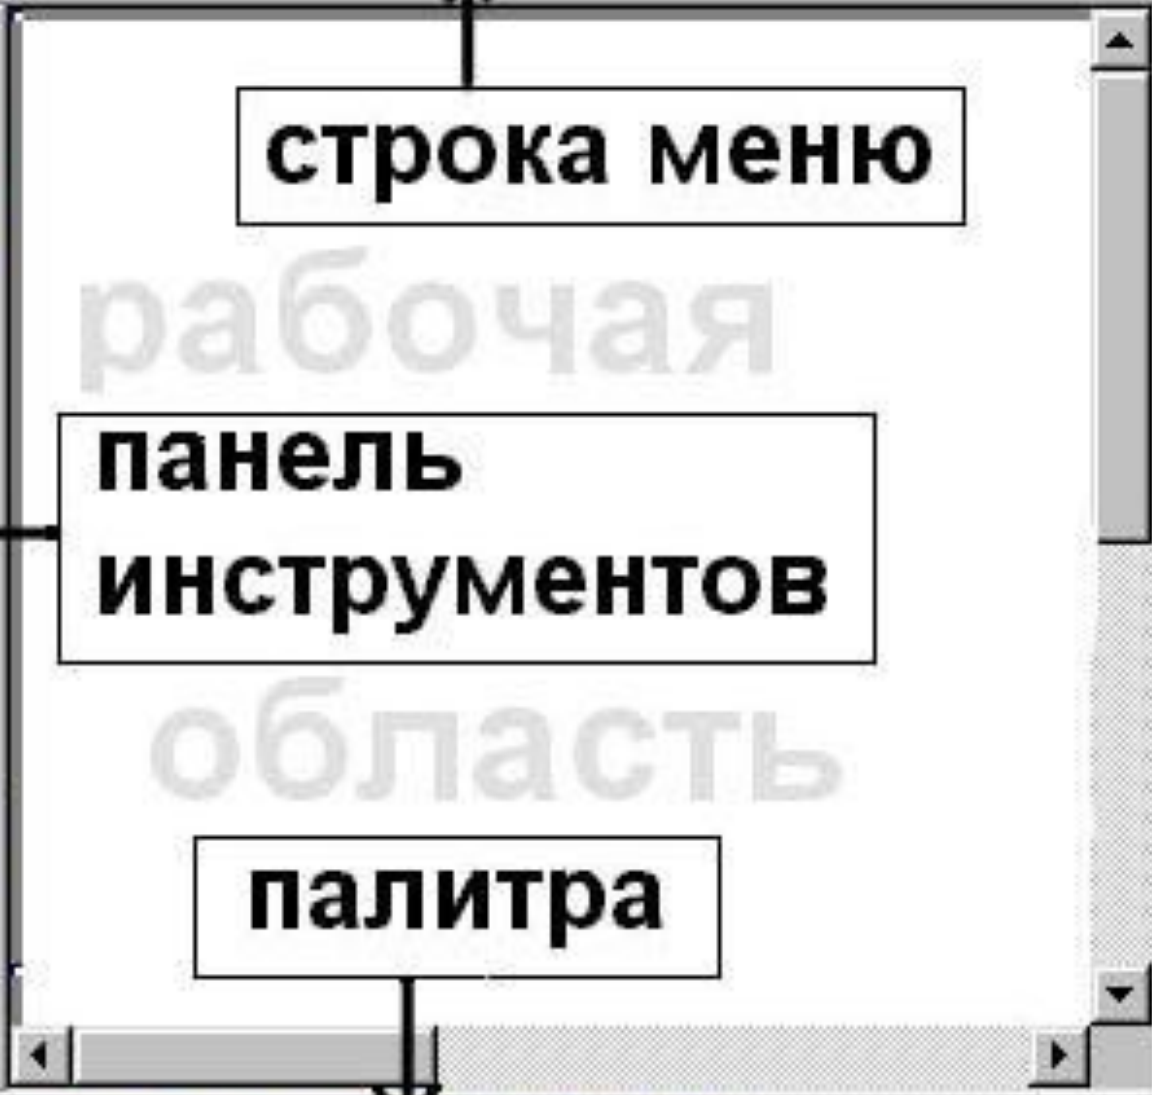 строка меню
рабочая
панель
инструментов
область
палитра